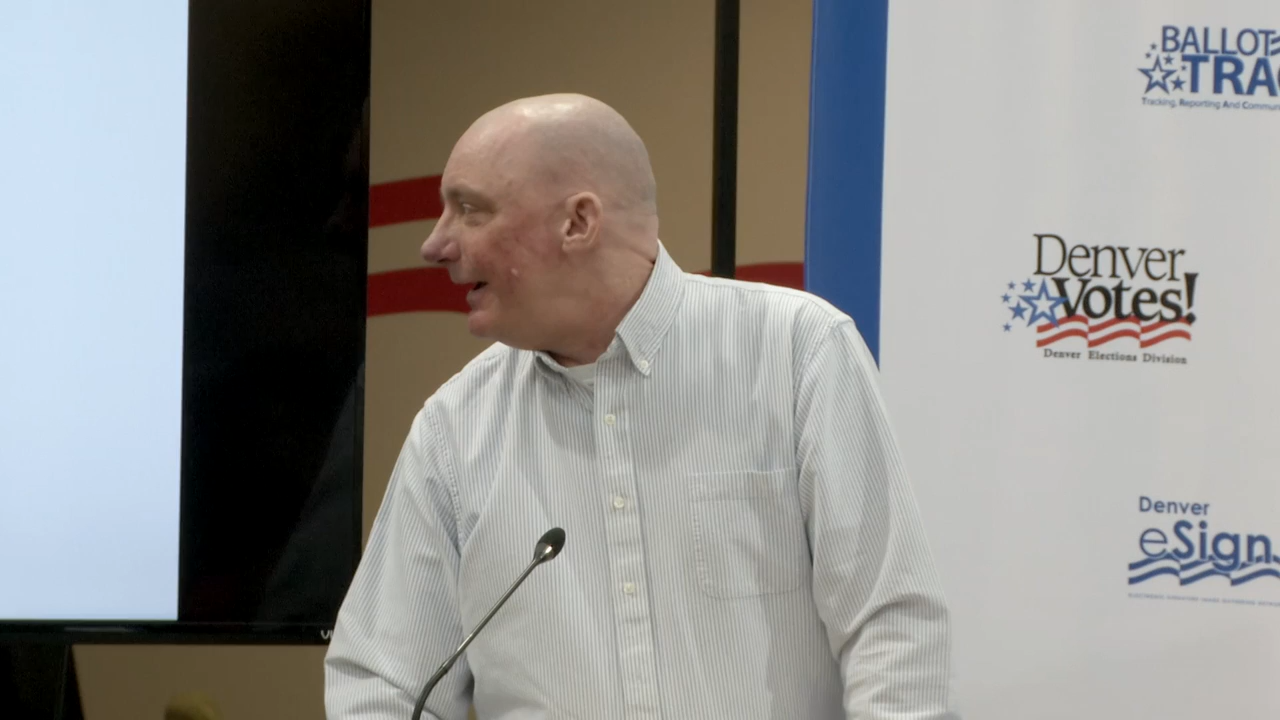 BALLOT
TRAC
Tracking, Reporting And Commun
Denver
Votes!
Denver Elections Division
Denver
eSign